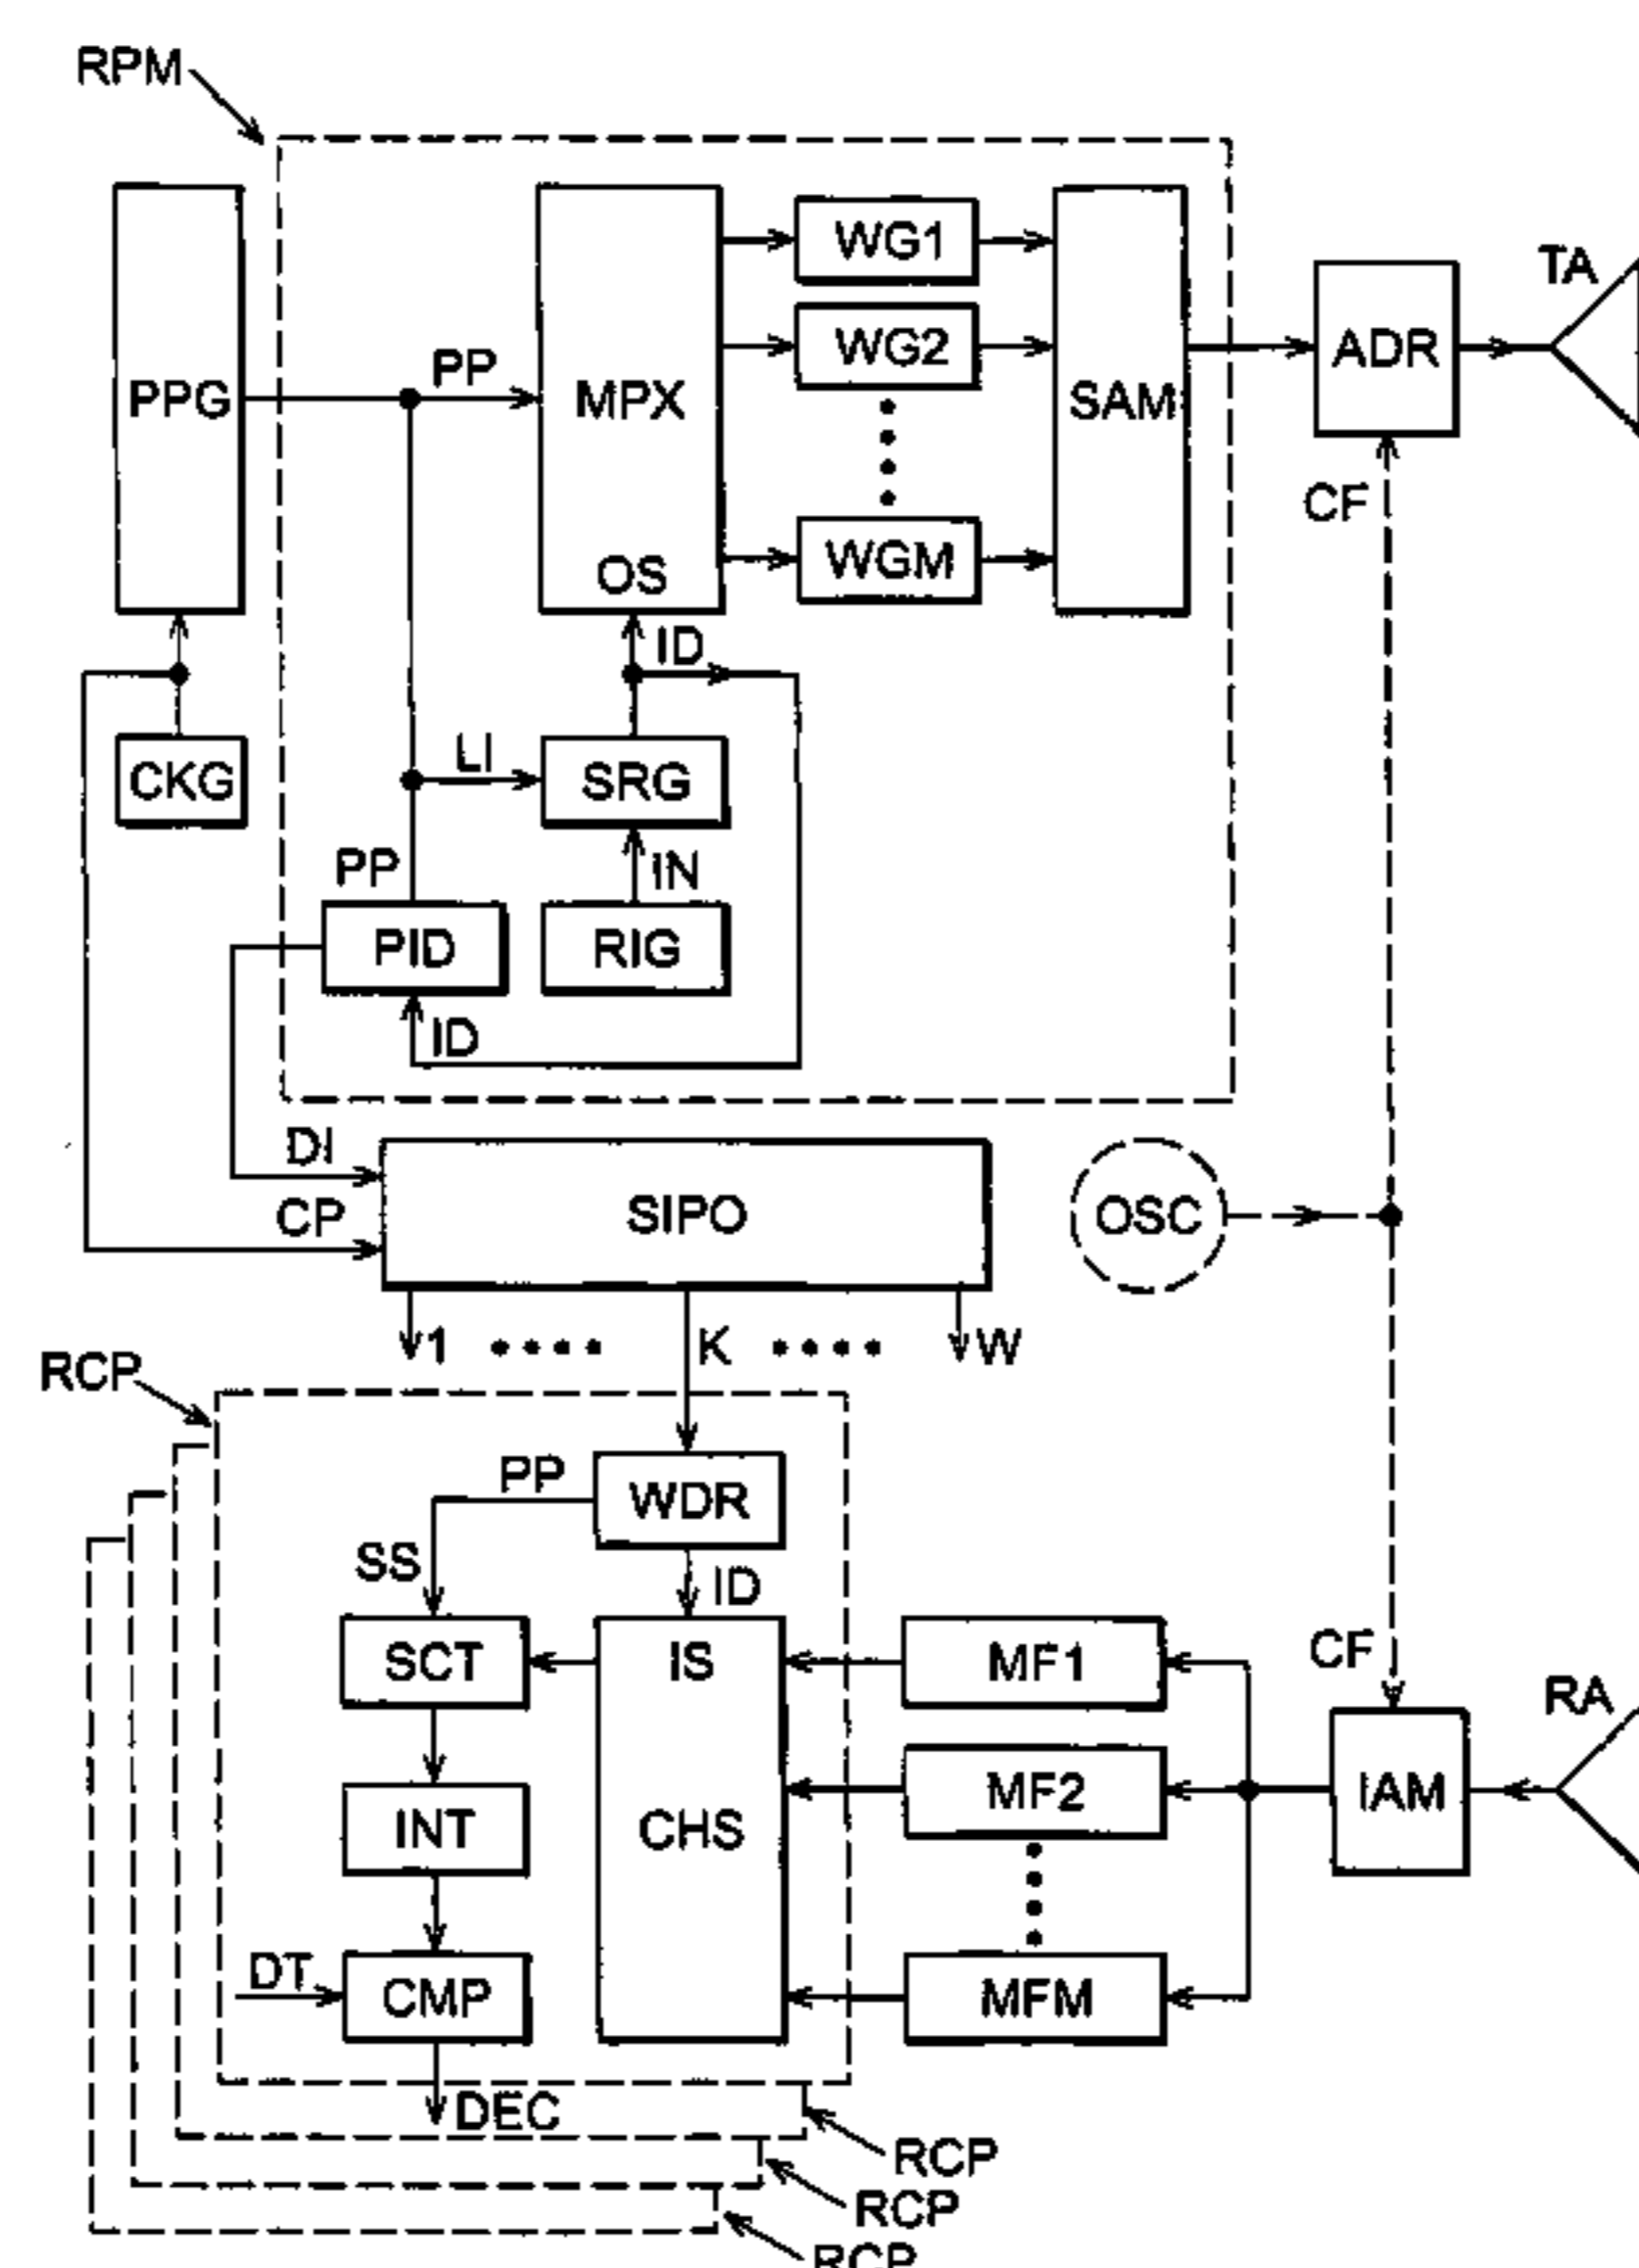 RPM
WG1
TA
WG2
ADR
PP
PPG
MPX
SAM
CF
WGM
OS
ID
LI
CKG
SRG
PP
IN
PID
RIG
ID
DI
SIPO
OSC
CP
1
K
W
RCP
PP
WDR
SS
ID
SCT
IS
MF1
CF
RA
MF2
IAM
INT
CHS
DT
CMP
MFM
DEC
RCP
RCP
RCP